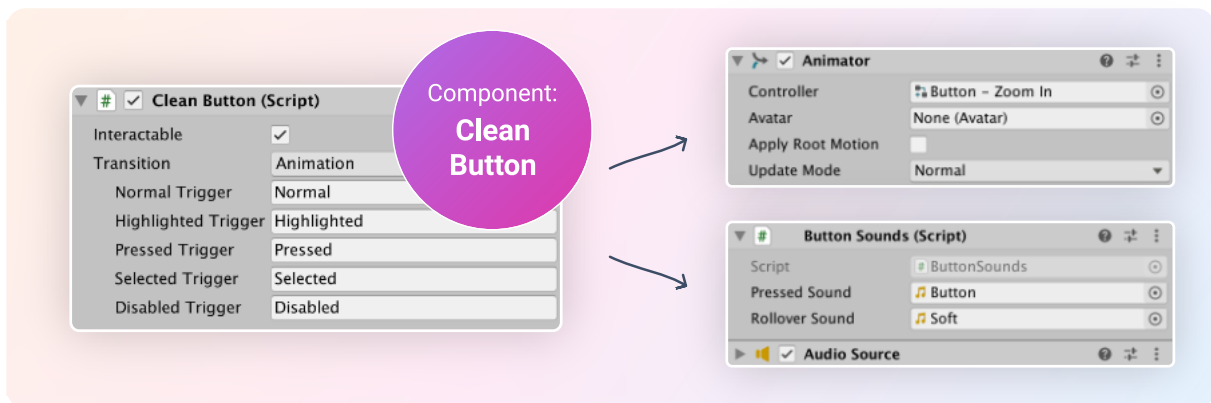 Clean Button (Script)
Interactable
Transition Animation
Normal Trigger Normal
Highlighted Trigger Highlighted
Pressed Trigger Pressed
Selected Trigger Selected
Disabled Trigger Disabled
Component:
Clean
Button
Animator
Controller Button - Zoom In
Avatar None (Avatar)
Apply Root Motion
Update Mode Normal
Button Sounds (Script)
Script ButtonSounds
Pressed Sound Button
Rollover Sound Soft
Audio Source